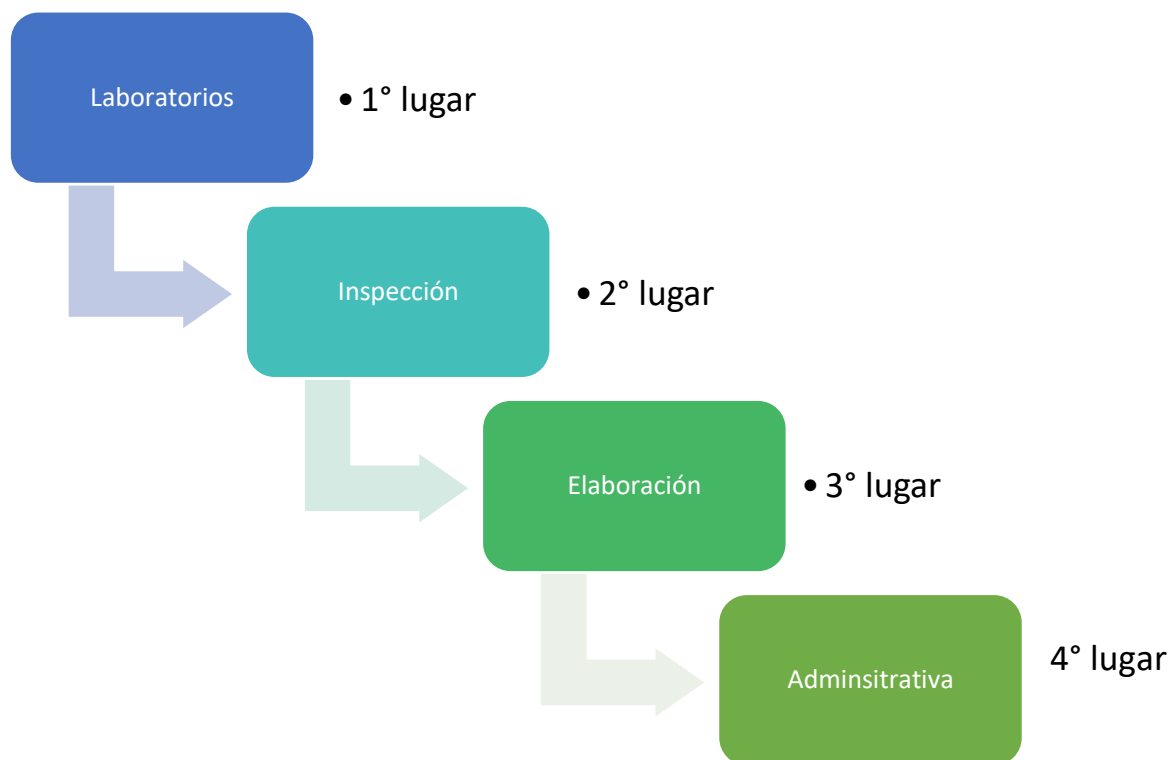 Laboratorios
• 1° lugar
Inspección
• 2° lugar
Elaboración
• 3° lugar
Adminsitrativa
4° lugar